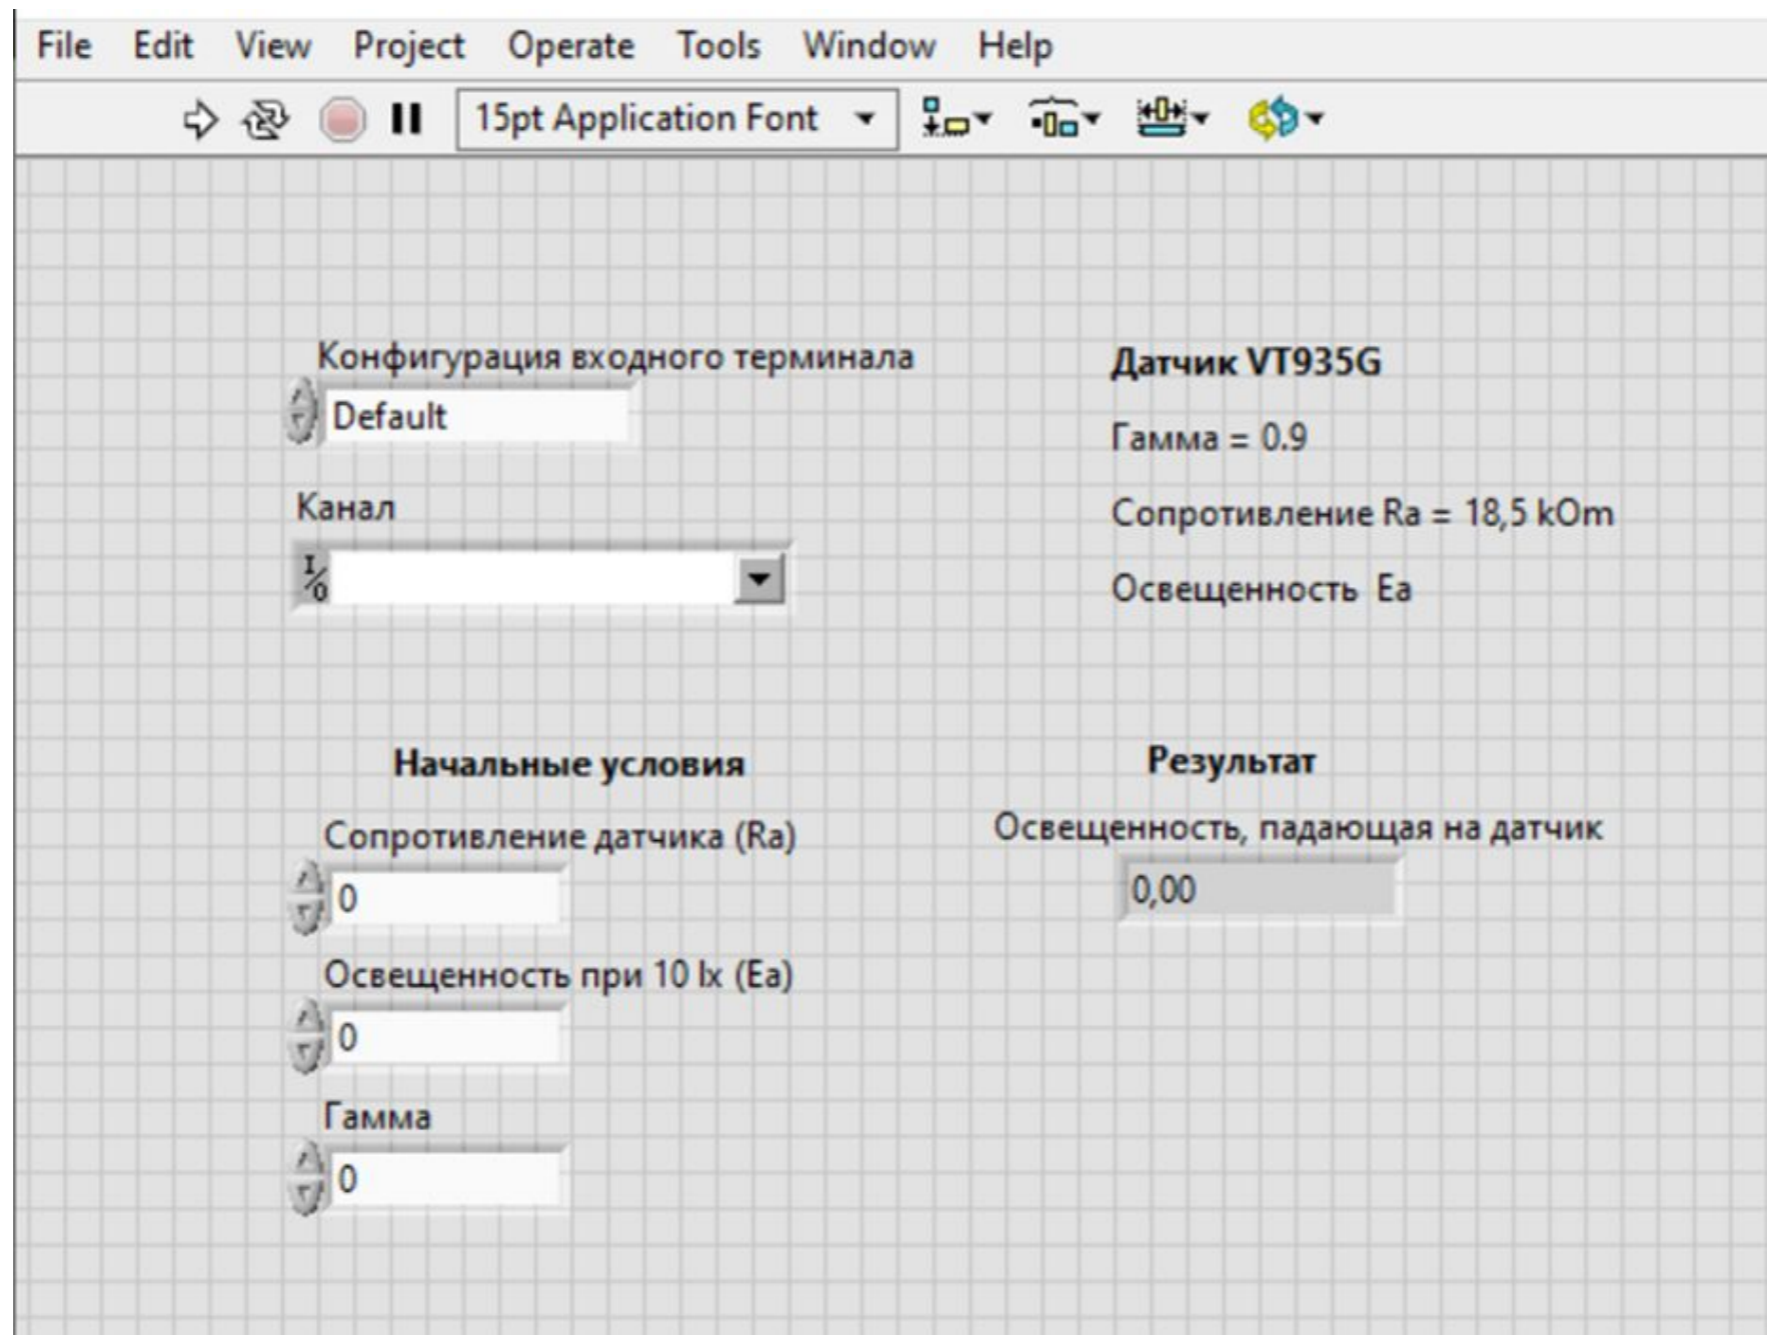 File Edit View Project Operate Tools Window Help
15pt Application Font
Конфигурация входного терминала
Default
Канал
I/O
Датчик VT935G
Гамма = 0.9
Сопротивление Ra = 18,5 kOm
Освещенность Ea
Начальные условия
Сопротивление датчика (Ra)
0
Освещенность при 10 lx (Ea)
0
Гамма
0
Результат
Освещенность, падающая на датчик
0,00